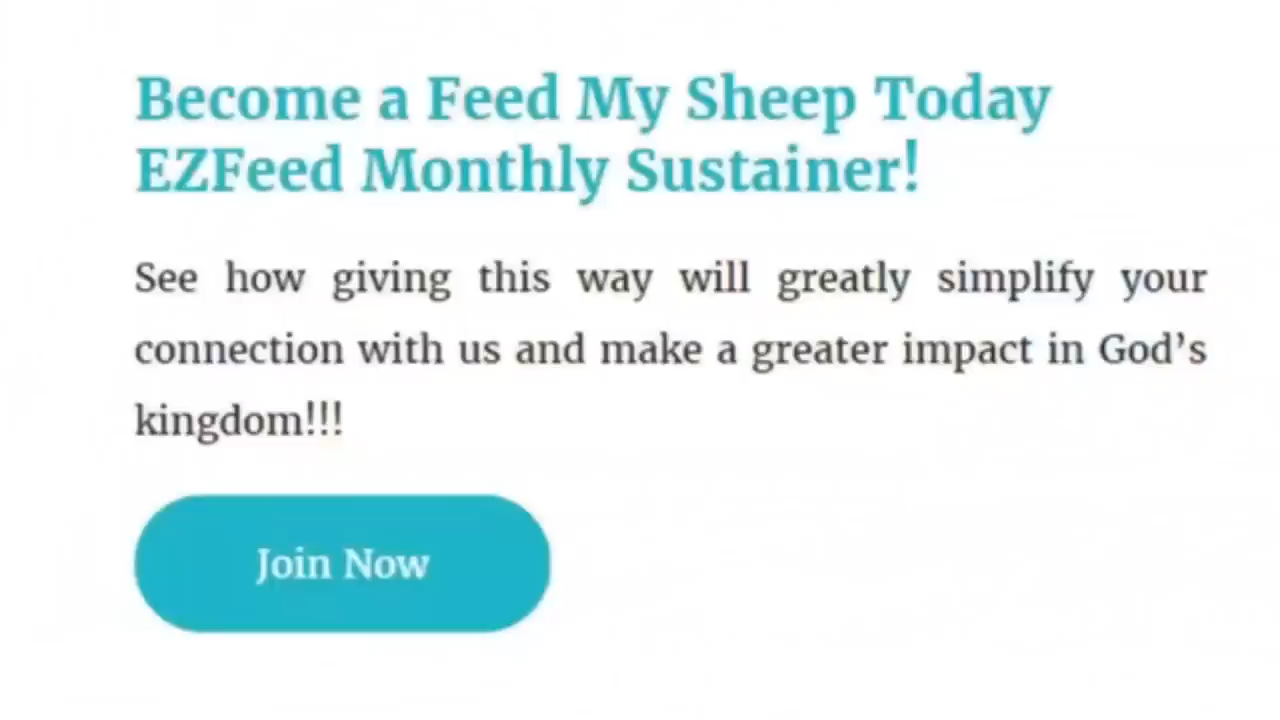 Become a Feed My Sheep Today
EZFeed Monthly Sustainer!
See how giving this way will greatly simplify your
connection with us and make a greater impact in God’s
kingdom!!!
Join Now